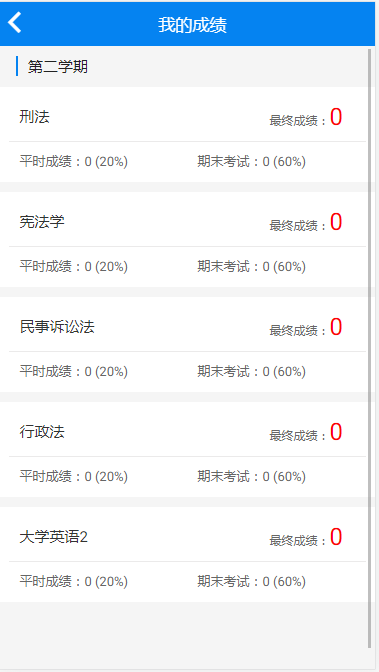 我的成绩
第二学期
刑法 最终成绩：0
平时成绩：0 (20%) 期末考试：0 (60%)
宪法学 最终成绩：0
平时成绩：0 (20%) 期末考试：0 (60%)
民事诉讼法 最终成绩：0
平时成绩：0 (20%) 期末考试：0 (60%)
行政法 最终成绩：0
平时成绩：0 (20%) 期末考试：0 (60%)
大学英语2 最终成绩：0
平时成绩：0 (20%) 期末考试：0 (60%)